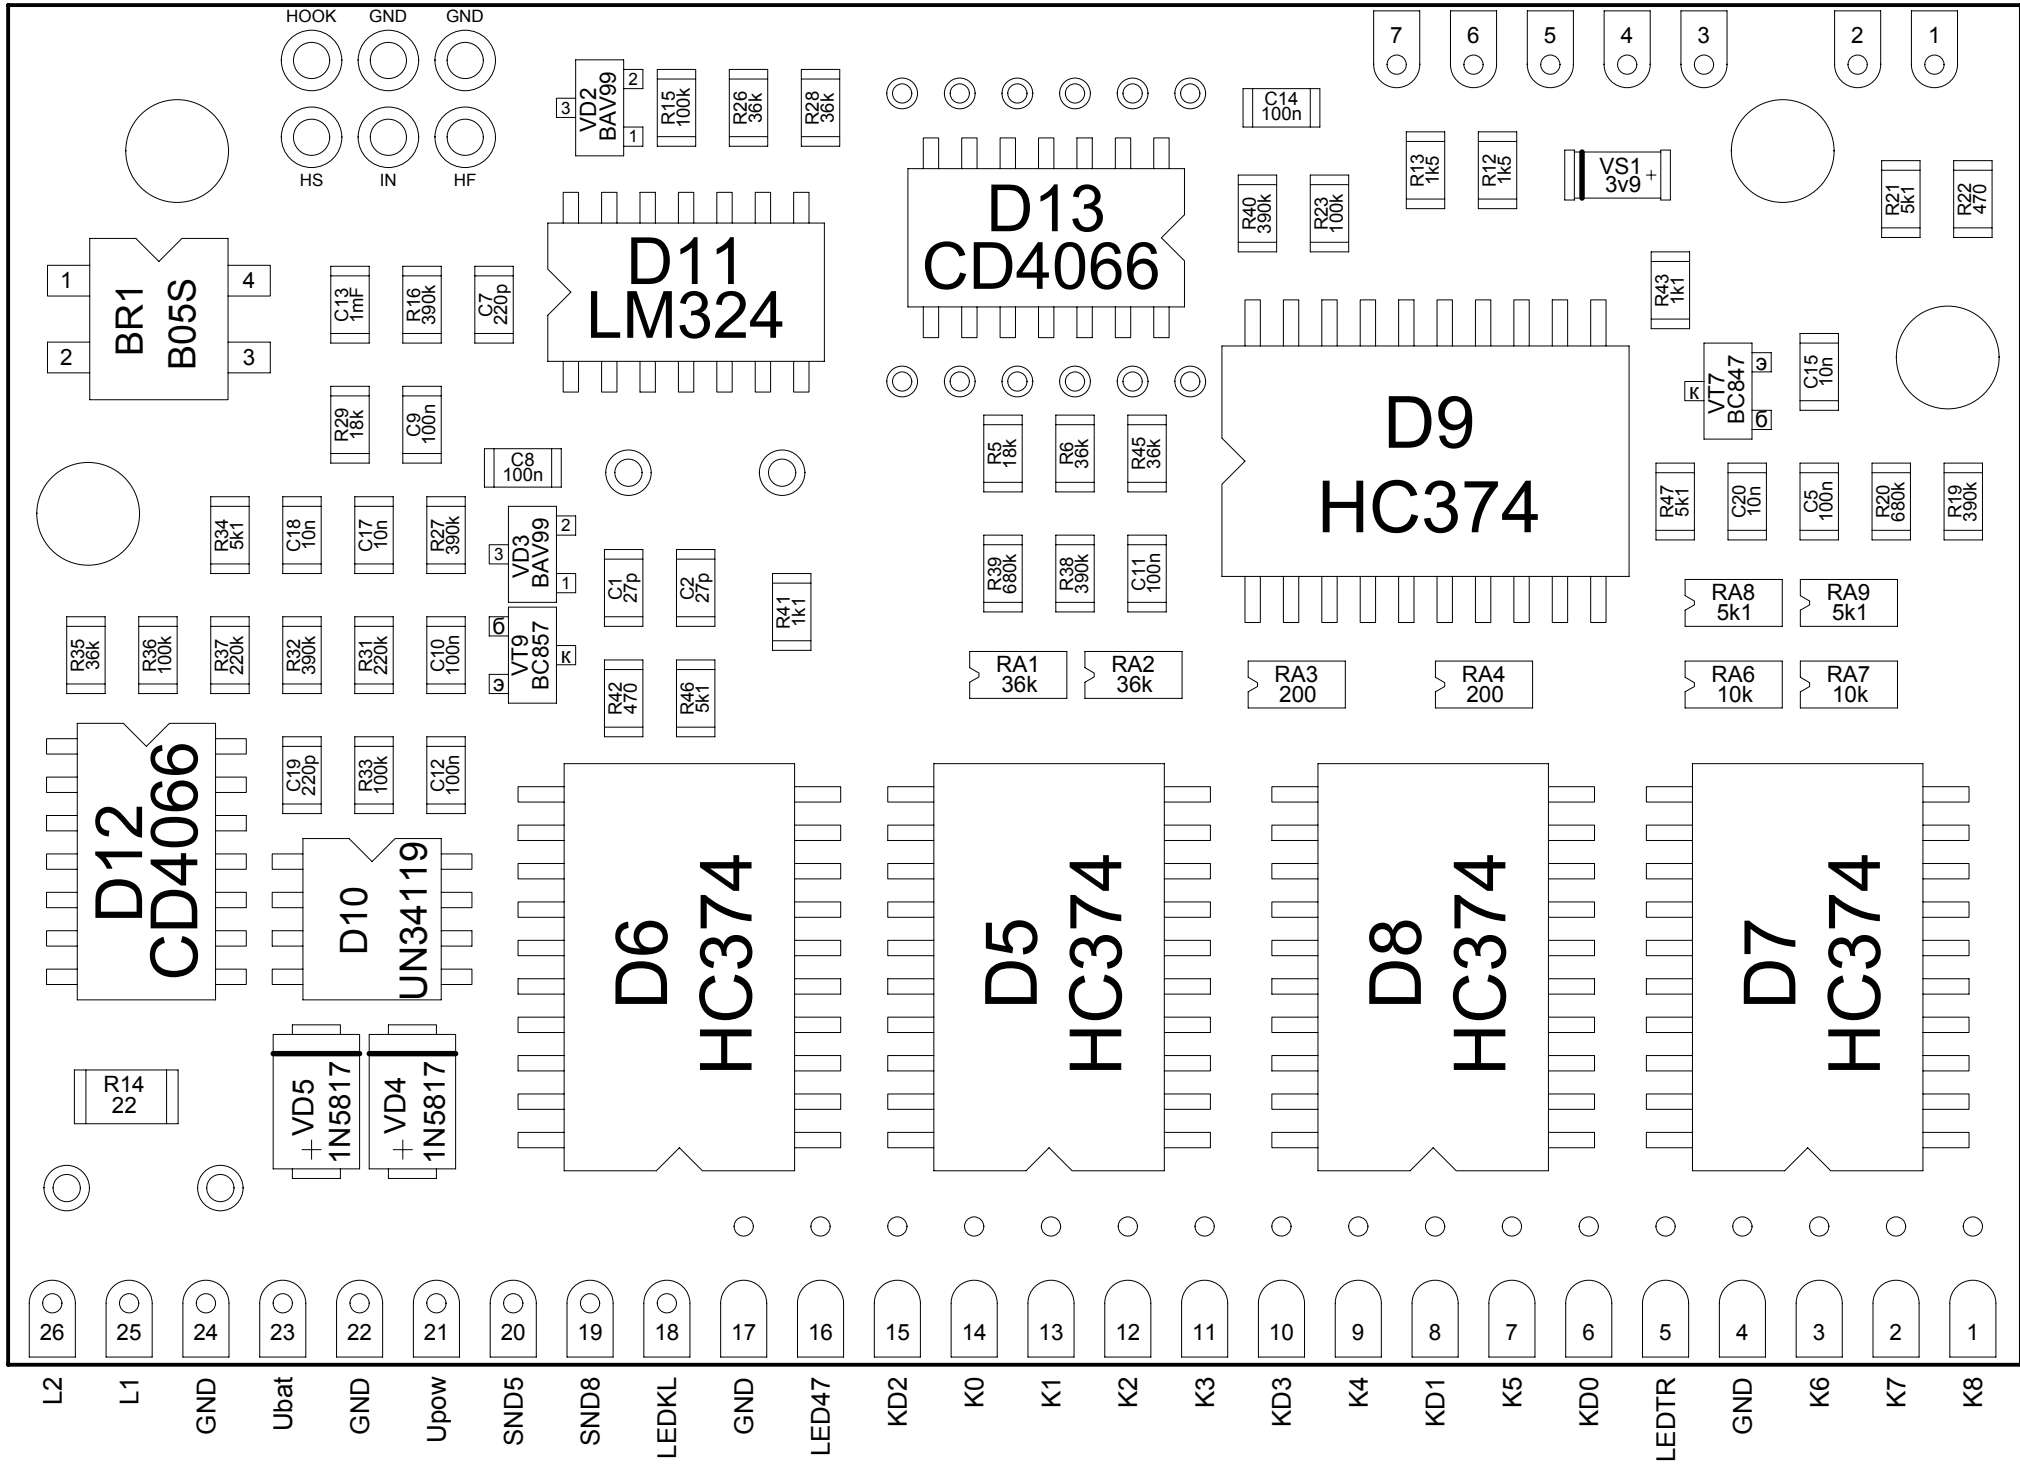 HOOK GND GND
HS IN HF
7 6 5 4 3 2 1
VD2
BAV99
3 2 1
R15
100k
R26
36k
R28
36k
C14
100n
R13
1k5
R12
1k5
VS1
3v9 +
R21
5k1
R22
470
R40
390k
R23
100k
D13
CD4066
D11
LM324
BR1
B05S
1 4
2 3
C13
1mF
R16
390k
C7
220p
R43
1k1
VT7
BC847
э
к
б
C15
10n
R29
18k
C9
100n
C8
100n
R5
18k
R6
36k
R45
36k
D9
HC374
R47
5k1
C20
10n
C5
100n
R20
680k
R19
390k
R34
5k1
C18
10n
C17
10n
R27
390k
VD3
BAV99
3 2 1
C1
27p
C2
27p
R41
1k1
R39
680k
R38
390k
C11
100n
RA8
5k1
RA9
5k1
R35
36k
R36
100k
R37
220k
R32
390k
R31
220k
C10
100n
VT9
BC857
б
к
э
R42
470
R46
5k1
RA1
36k
RA2
36k
RA3
200
RA4
200
RA6
10k
RA7
10k
D12
CD4066
C19
220p
R33
100k
C12
100n
D10
UN34119
D6
HC374
D5
HC374
D8
HC374
D7
HC374
R14
22
+ VD5
1N5817
+ VD4
1N5817
26 25 24 23 22 21 20 19 18 17 16 15 14 13 12 11 10 9 8 7 6 5 4 3 2 1
L2 L1 GND Ubat GND Upow SND5 SND8 LEDKL GND LED47 KD2 K0 K1 K2 K3 KD3 K4 KD1 K5 KD0 LEDTR GND K6 K7 K8